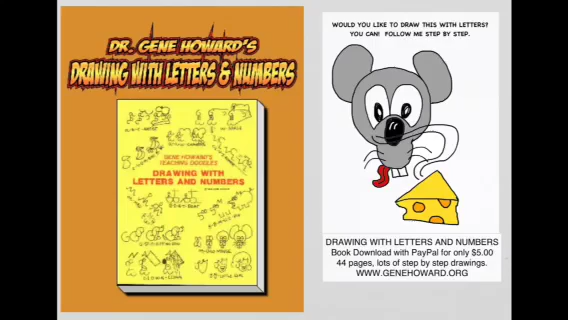 DR. GENE HOWARD'S
DRAWING WITH LETTERS & NUMBERS
GENE HOWARD'S
TEACHING DOODLES
DRAWING WITH
LETTERS AND NUMBERS
WOULD YOU LIKE TO DRAW THIS WITH LETTERS?
YOU CAN! FOLLOW ME STEP BY STEP.
DRAWING WITH LETTERS AND NUMBERS
Book Download with PayPal for only $5.00
44 pages, lots of step by step drawings.
WWW.GENEHOWARD.ORG